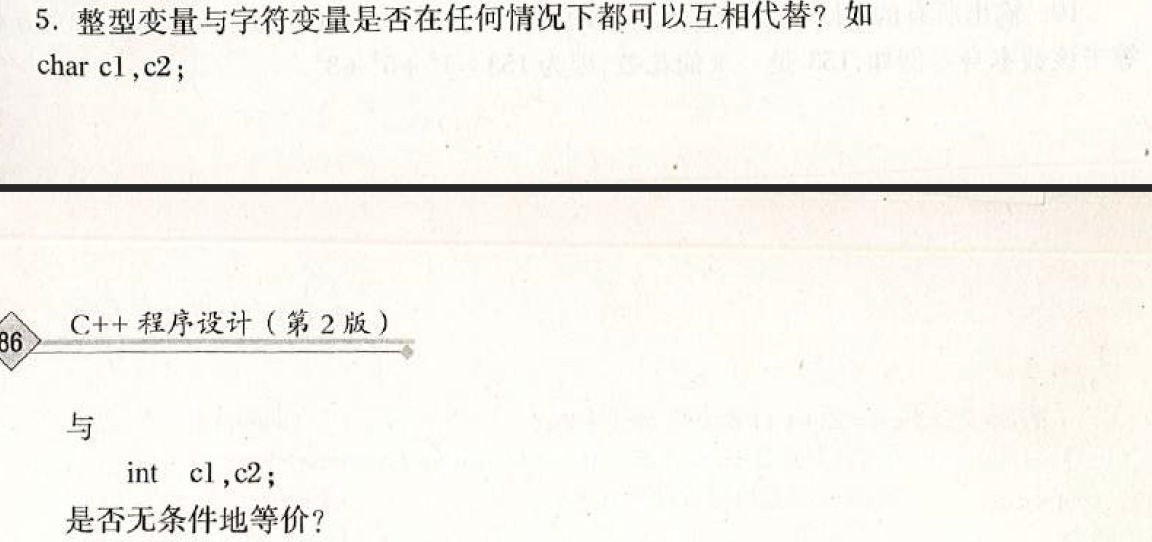 5. 整型变量与字符变量是否在任何情况下都可以互相代替？如
char c1,c2;
86
C++ 程序设计（第 2 版）
与
int c1,c2;
是否无条件地等价？